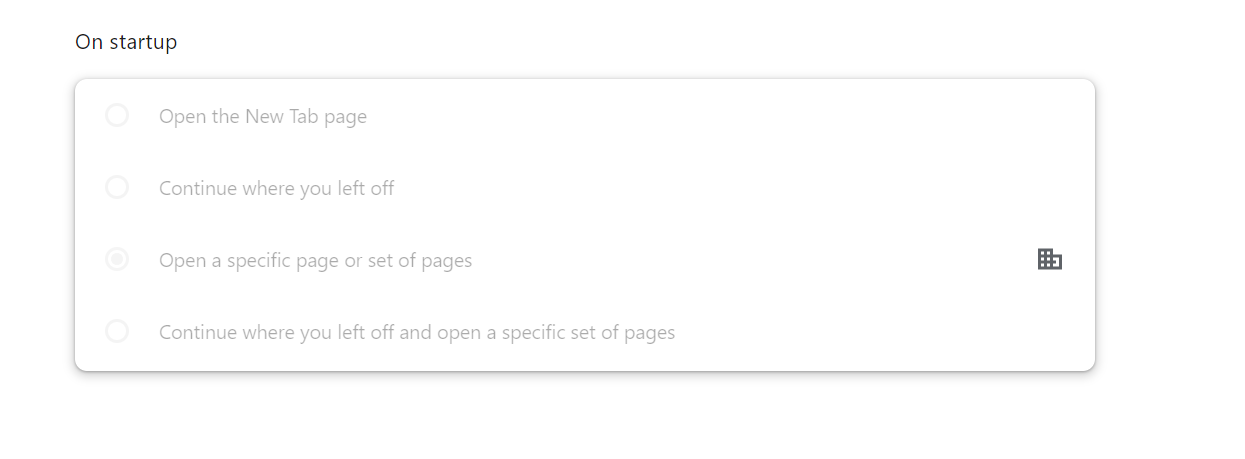 On startup
Open the New Tab page
Continue where you left off
Open a specific page or set of pages
Continue where you left off and open a specific set of pages